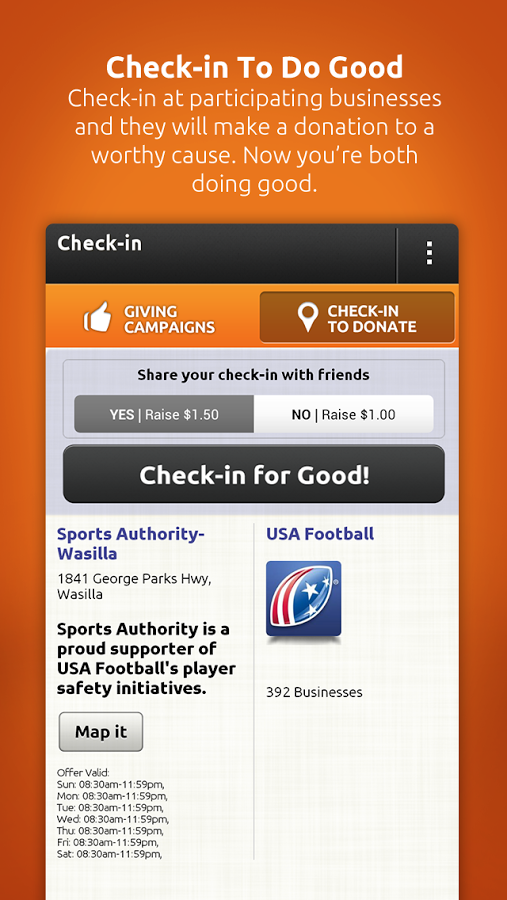 Check-in To Do Good
Check-in at participating businesses
and they will make a donation to a
worthy cause. Now you're both
doing good.
Check-in
GIVING
CAMPAIGNS
CHECK-IN
TO DONATE
Share your check-in with friends
YES | Raise $1.50
NO | Raise $1.00
Check-in for Good!
Sports Authority-
Wasilla
1841 George Parks Hwy,
Wasilla
Sports Authority is a
proud supporter of
USA Football's player
safety initiatives.
Map it
Offer Valid:
Sun: 08:30am-11:59pm,
Mon: 08:30am-11:59pm,
Tue: 08:30am-11:59pm,
Wed: 08:30am-11:59pm,
Thu: 08:30am-11:59pm,
Fri: 08:30am-11:59pm,
Sat: 08:30am-11:59pm,
USA Football
®
392 Businesses